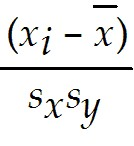 (xᵢ – x̅)
sₓsᵧ